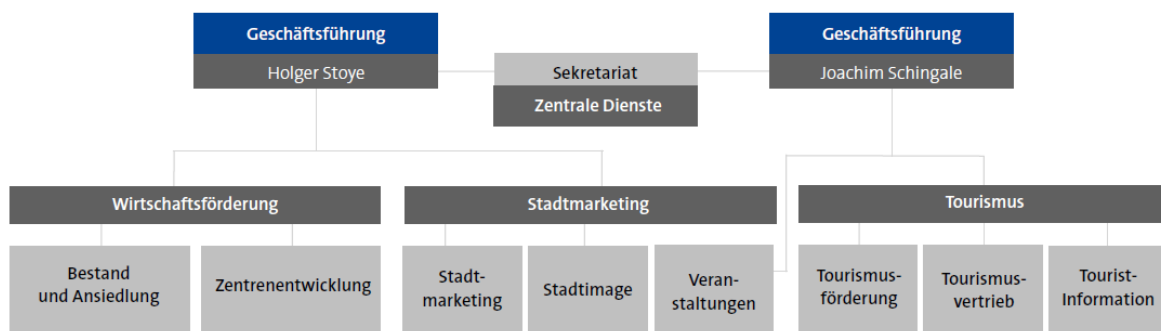 Geschäftsführung
Holger Stoye
Sekretariat
Zentrale Dienste
Geschäftsführung
Joachim Schingale
Wirtschaftsförderung
Bestand
und Ansiedlung
Zentrenentwicklung
Stadtmarketing
Stadt-
marketing
Stadtimage
Veran-
staltungen
Tourismus
Tourismus-
förderung
Tourismus-
vertrieb
Tourist-
Information